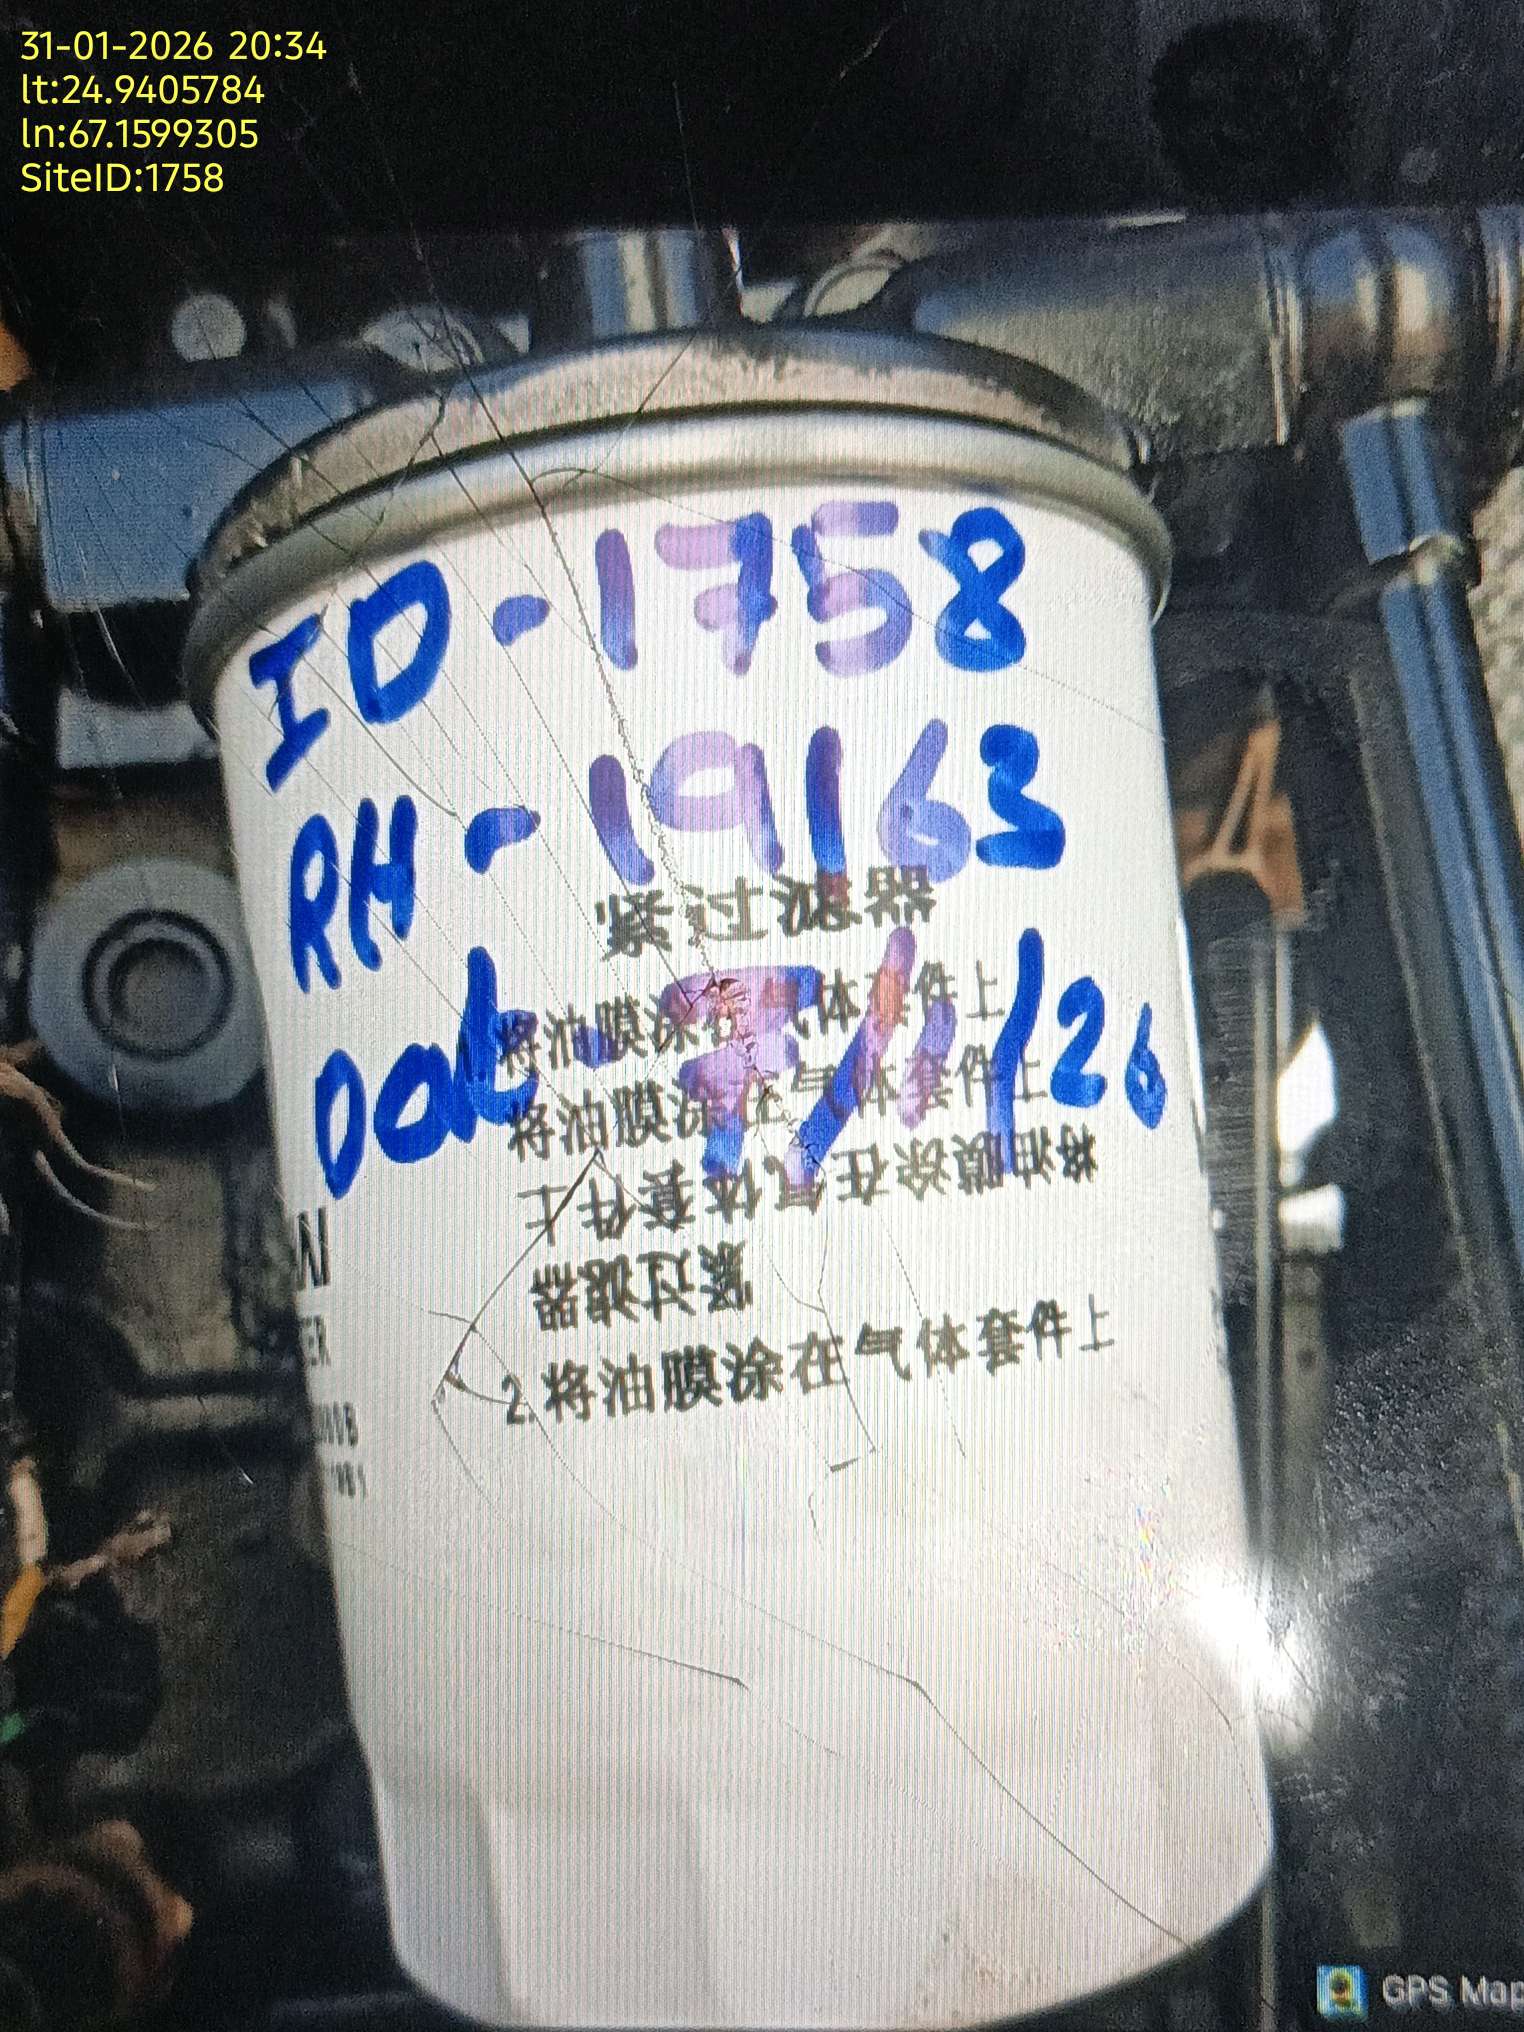 31-01-2026 20:34
lt:24.9405784
ln:67.1599305
SiteID:1758
ID-1758
RH-19163
紧过滤器
Dat-9/1/26
将油膜涂在气体套件上
将油膜涂在气体套件上
将油膜涂在气体套件上
紧过滤器
2.将油膜涂在气体套件上
GPS Map